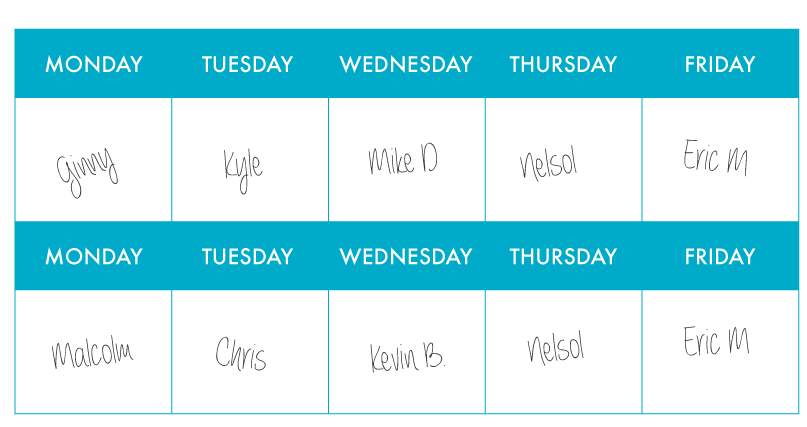 MONDAY TUESDAY WEDNESDAY THURSDAY FRIDAY
Ginny Kyle Mike D Nelsol Eric M
MONDAY TUESDAY WEDNESDAY THURSDAY FRIDAY
Malcolm Chris Kevin B. Nelsol Eric M